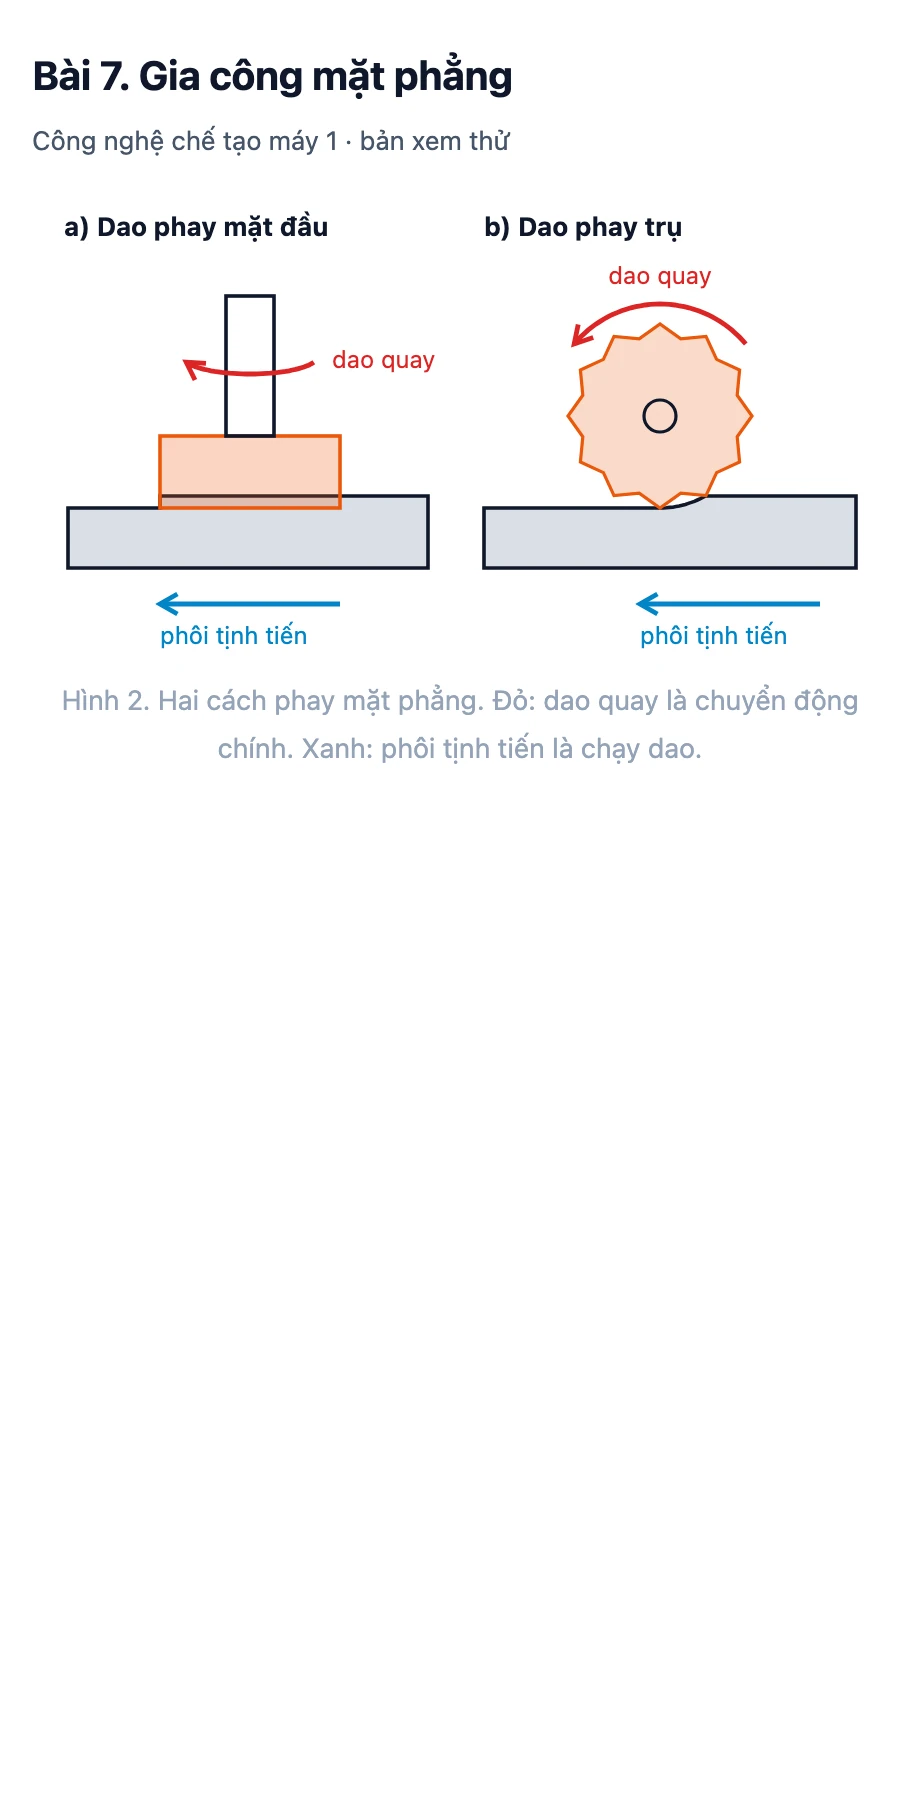 Bài 7. Gia công mặt phẳng
Công nghệ chế tạo máy 1 · bản xem thử
a) Dao phay mặt đầu
b) Dao phay trụ
dao quay
dao quay
phôi tịnh tiến
phôi tịnh tiến
Hình 2. Hai cách phay mặt phẳng. Đỏ: dao quay là chuyển động
chính. Xanh: phôi tịnh tiến là chạy dao.